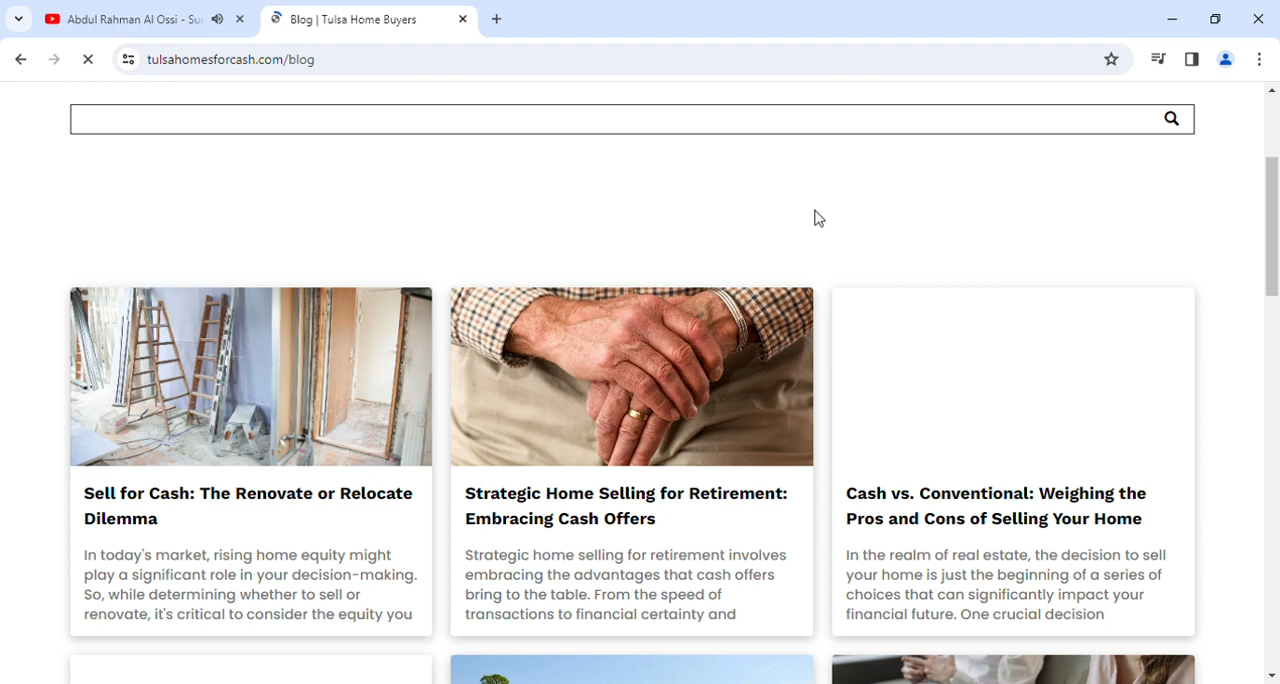 Abdul Rahman Al Ossi - Sur
Blog | Tulsa Home Buyers
tulsahomesforcash.com/blog
Sell for Cash: The Renovate or Relocate
Dilemma
In today's market, rising home equity might
play a significant role in your decision-making.
So, while determining whether to sell or
renovate, it's critical to consider the equity you
Strategic Home Selling for Retirement:
Embracing Cash Offers
Strategic home selling for retirement involves
embracing the advantages that cash offers
bring to the table. From the speed of
transactions to financial certainty and
Cash vs. Conventional: Weighing the
Pros and Cons of Selling Your Home
In the realm of real estate, the decision to sell
your home is just the beginning of a series of
choices that can significantly impact your
financial future. One crucial decision